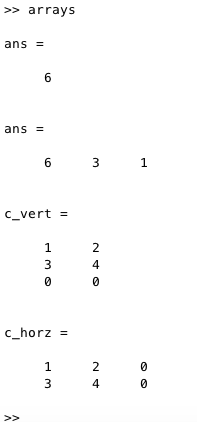 >> arrays
ans =
6
ans =
6 3 1
c_vert =
1 2
3 4
0 0
c_horz =
1 2 0
3 4 0
>>